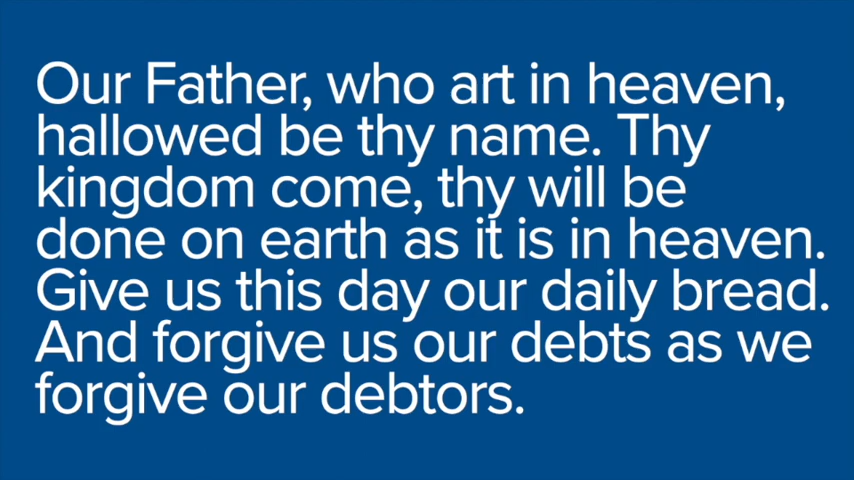 Our Father, who art in heaven,
hallowed be thy name. Thy
kingdom come, thy will be
done on earth as it is in heaven.
Give us this day our daily bread.
And forgive us our debts as we
forgive our debtors.